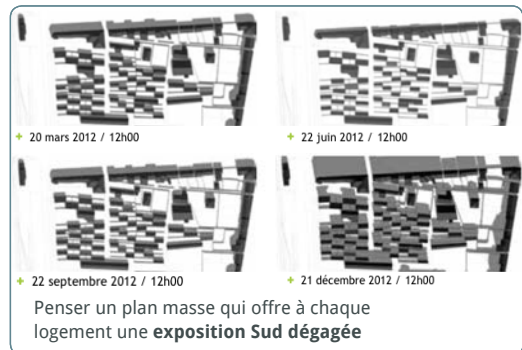 + 20 mars 2012 / 12h00
+ 22 juin 2012 / 12h00
+ 22 septembre 2012 / 12h00
+ 21 décembre 2012 / 12h00
Penser un plan masse qui offre à chaque
logement une exposition Sud dégagée